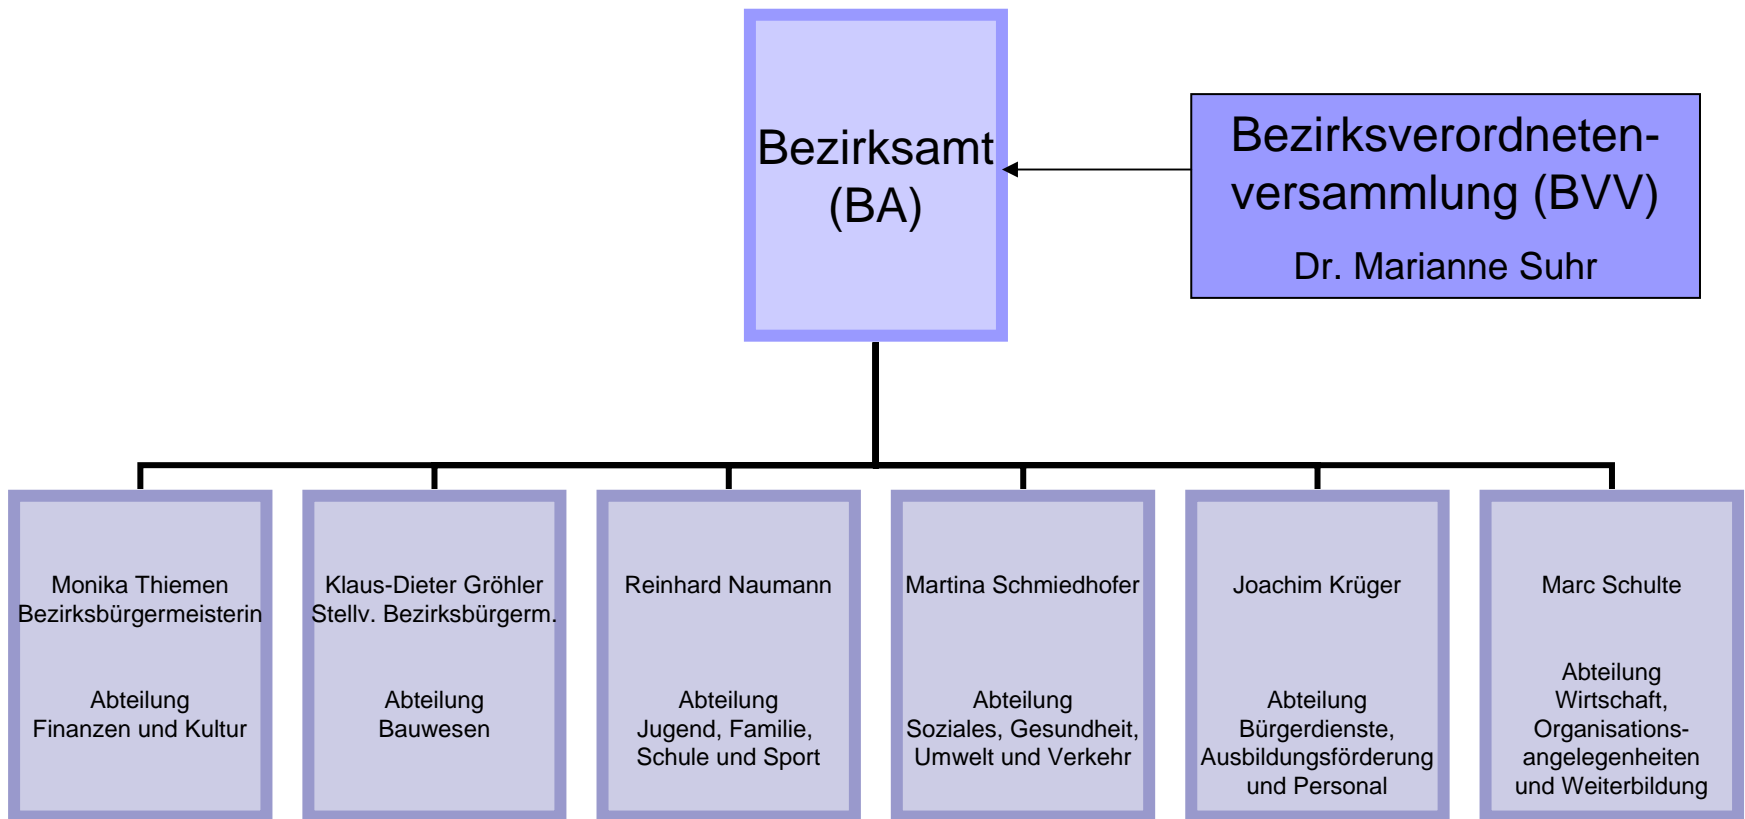 Bezirksamt
(BA)
Bezirksverordneten-
versammlung (BVV)
Dr. Marianne Suhr
Monika Thiemen
Bezirksbürgermeisterin
Abteilung
Finanzen und Kultur
Klaus-Dieter Gröhler
Stellv. Bezirksbürgerm.
Abteilung
Bauwesen
Reinhard Naumann
Abteilung
Jugend, Familie,
Schule und Sport
Martina Schmiedhofer
Abteilung
Soziales, Gesundheit,
Umwelt und Verkehr
Joachim Krüger
Abteilung
Bürgerdienste,
Ausbildungsförderung
und Personal
Marc Schulte
Abteilung
Wirtschaft,
Organisations-
angelegenheiten
und Weiterbildung